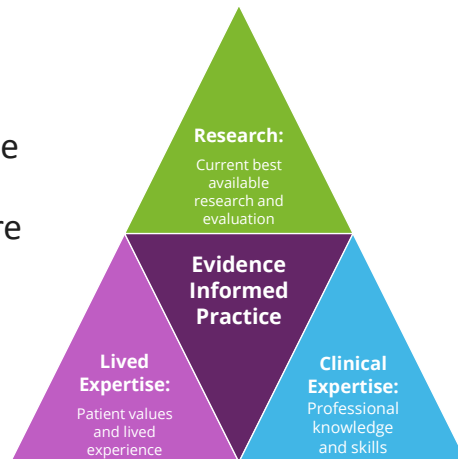 Research:
Current best
available
research and
evaluation
e
re
Evidence
Informed
Practice
Lived
Expertise:
Patient values
and lived
experience
Clinical
Expertise:
Professional
knowledge
and skills